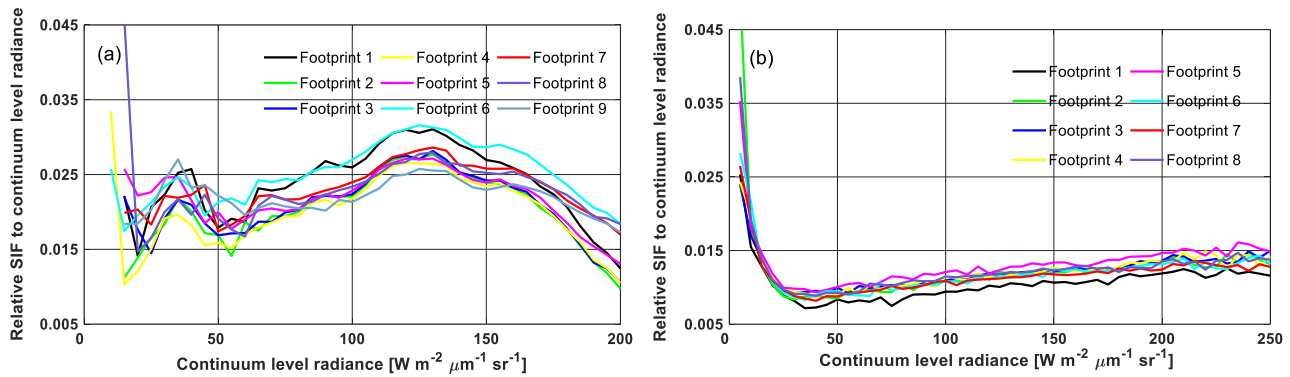 (a)
Relative SIF to continuum level radiance
0.045
0.035
0.025
0.015
0.005
Footprint 1 Footprint 4 Footprint 7
Footprint 2 Footprint 5 Footprint 8
Footprint 3 Footprint 6 Footprint 9
0 50 100 150 200
Continuum level radiance [W m-2 μm-1 sr-1]
(b)
Relative SIF to continuum level radiance
0.045
0.035
0.025
0.015
0.005
Footprint 1 Footprint 5
Footprint 2 Footprint 6
Footprint 3 Footprint 7
Footprint 4 Footprint 8
0 50 100 150 200 250
Continuum level radiance [W m-2 μm-1 sr-1]